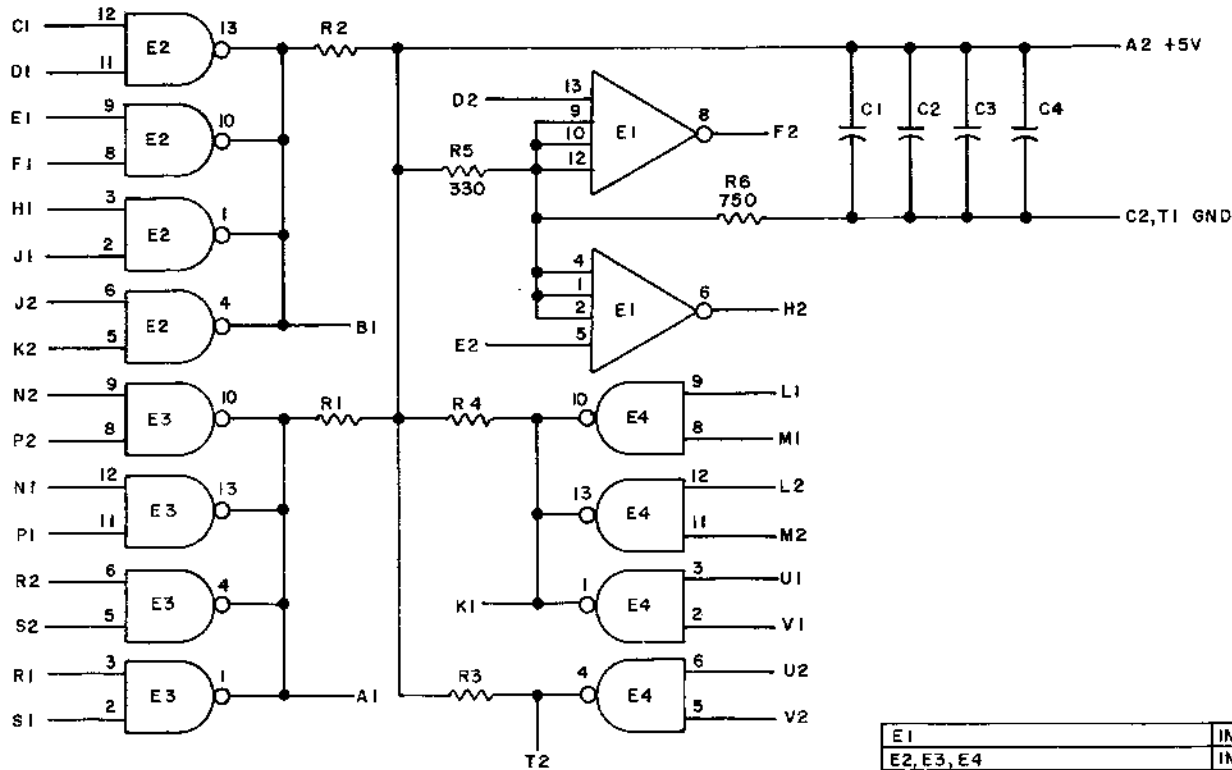 C1 12 E2 13 R2 A2 +5V
D1 11
E1 9 E2 10 D2 13 E1 8 F2 C1 C2 C3 C4
9
10
12
F1 8 R5
330
H1 3 E2 1 R6
750 C2,T1 GND
J1 2
J2 6 E2 4 B1 4 E1 6 H2
1
2
K2 5 E2 5
N2 9 E3 10 R1 R4 10 E4 9 L1
P2 8 8 M1
N1 12 E3 13 13 E4 12 L2
P1 11 11 M2
R2 6 E3 4 K1 1 E4 3 U1
S2 5 2 V1
R1 3 E3 1 A1 R3 4 E4 6 U2
S1 2 5 V2
T2
E1
E2, E3, E4